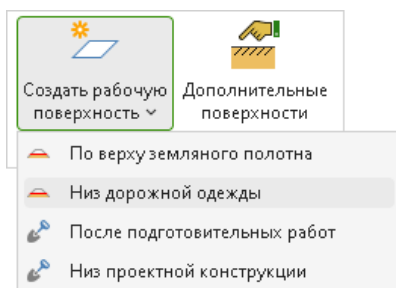 Создать рабочую
поверхность
Дополнительные
поверхности
По верху земляного полотна
Низ дорожной одежды
После подготовительных работ
Низ проектной конструкции